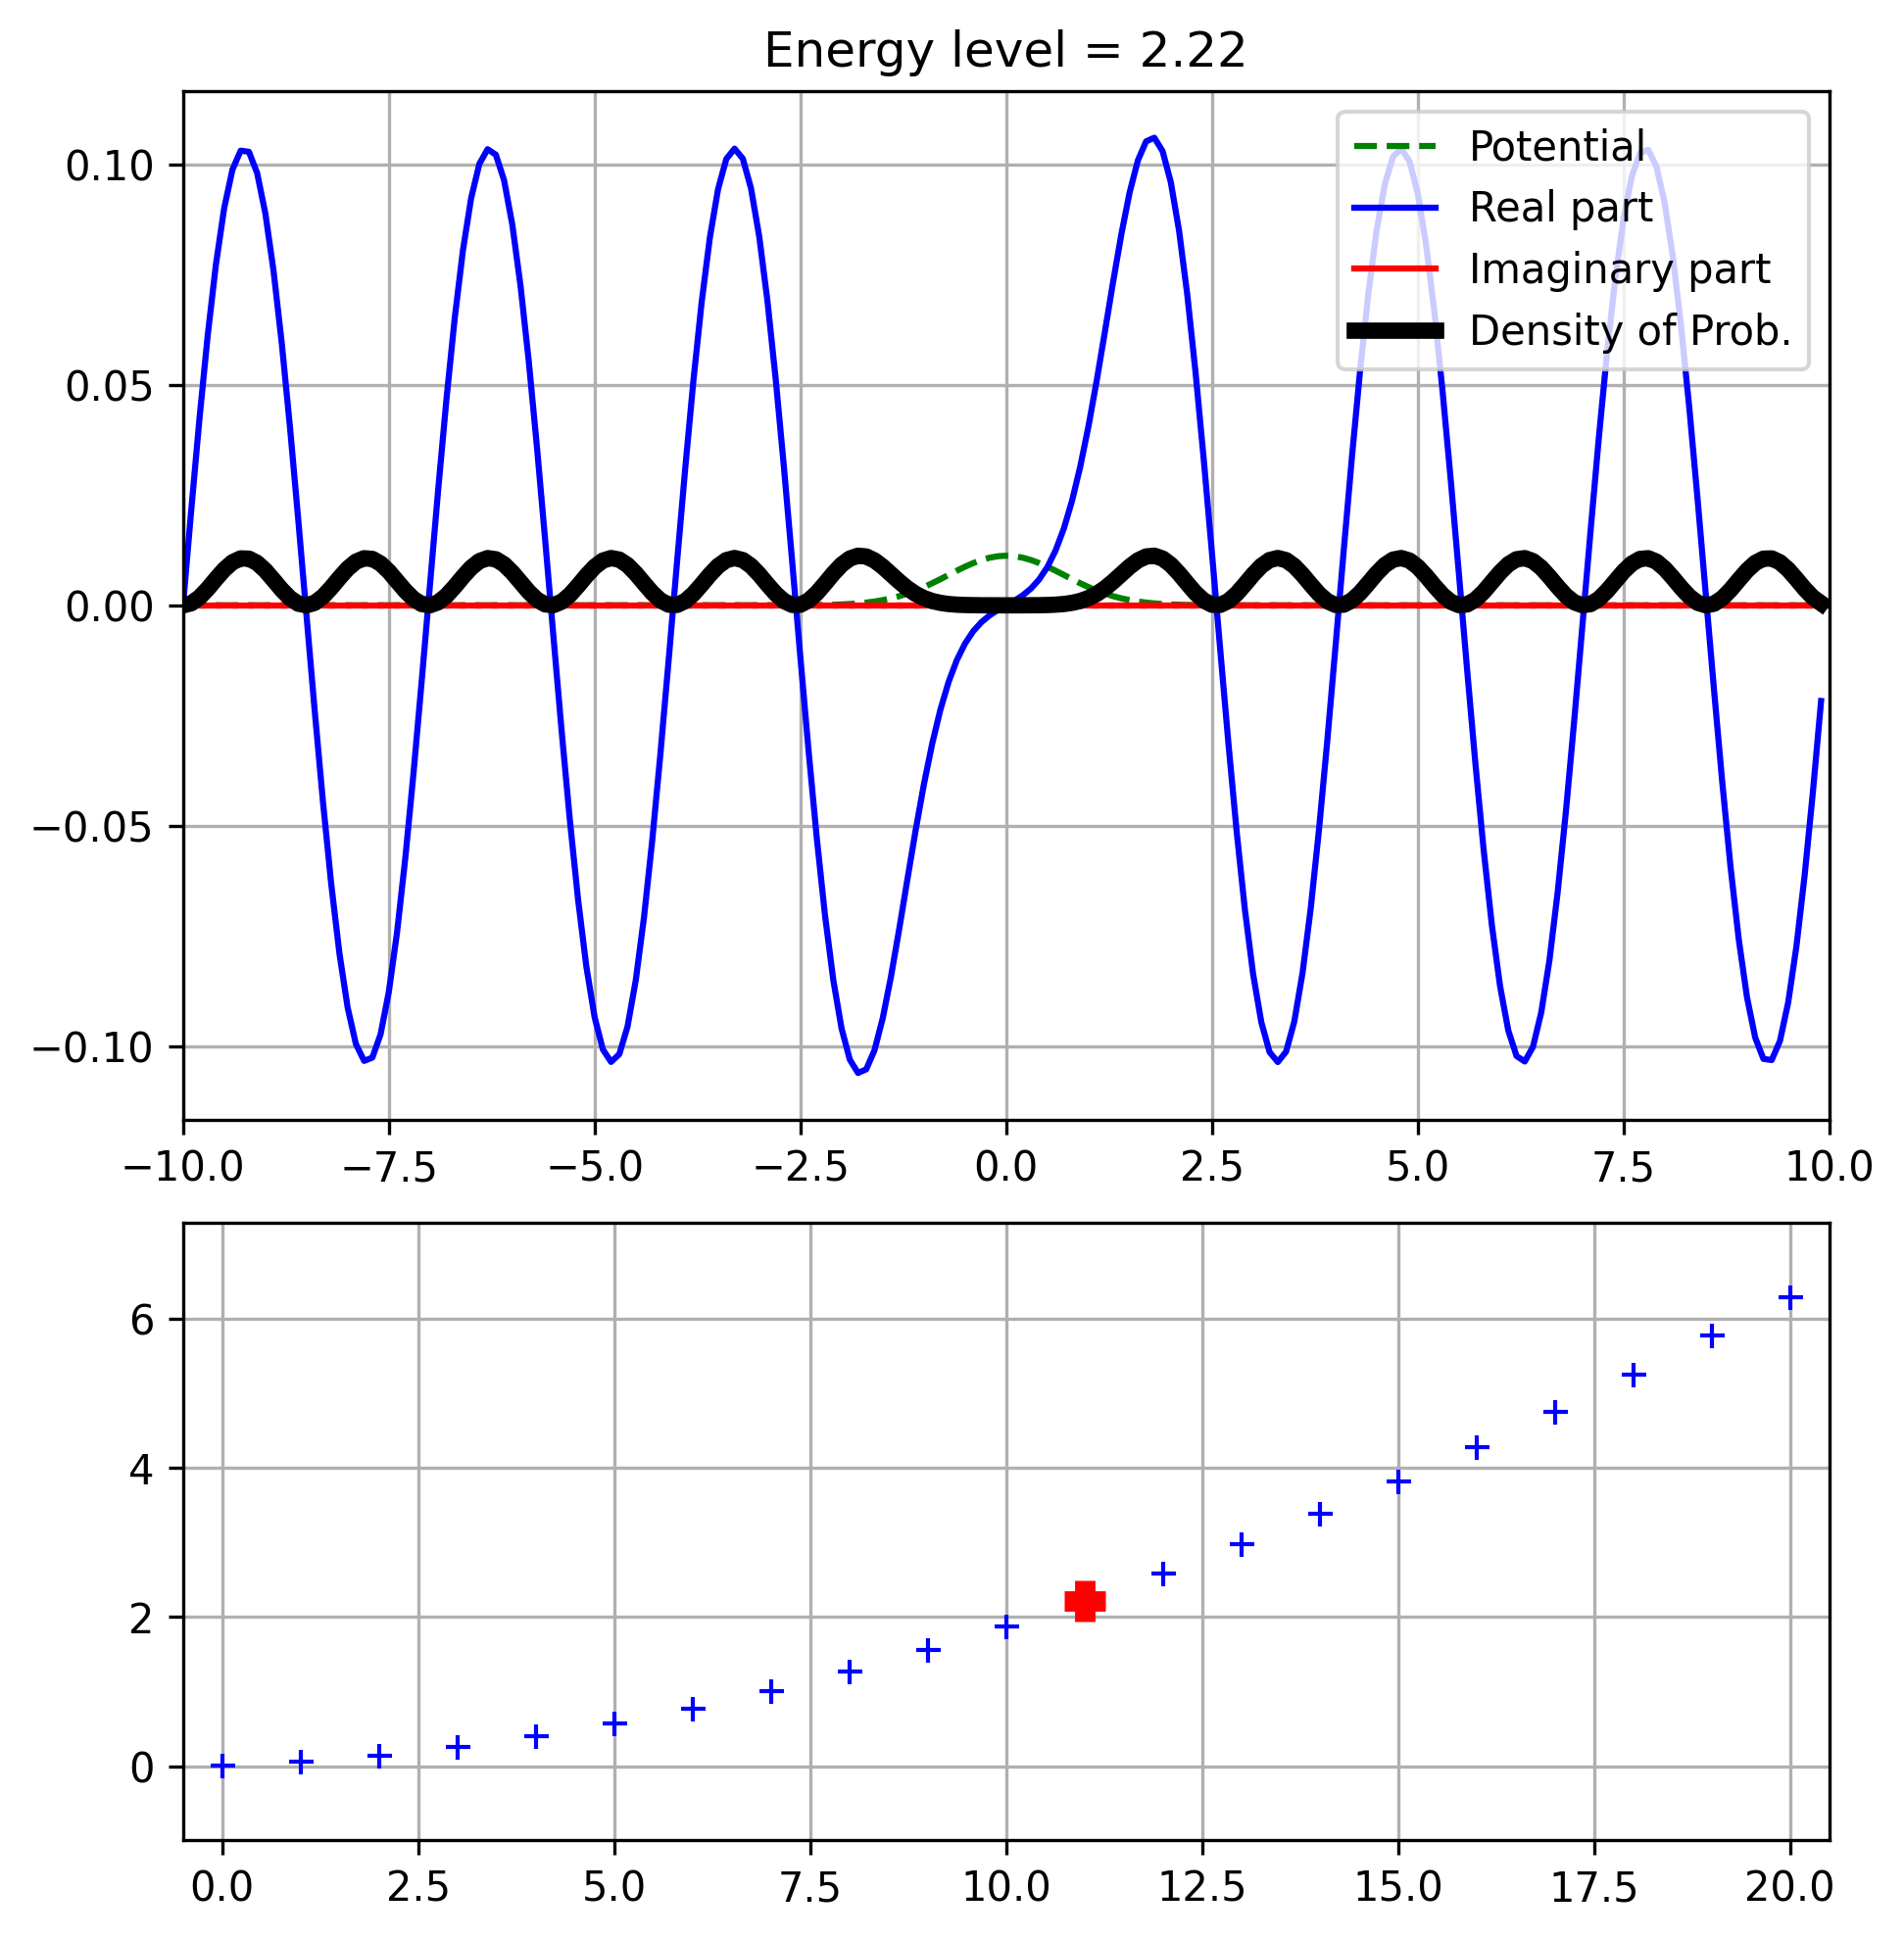 Energy level = 2.22
Potential
Real part
Imaginary part
Density of Prob.
0.10
0.05
0.00
−0.05
−0.10
−10.0 −7.5 −5.0 −2.5 0.0 2.5 5.0 7.5 10.0
6
4
2
0
0.0 2.5 5.0 7.5 10.0 12.5 15.0 17.5 20.0